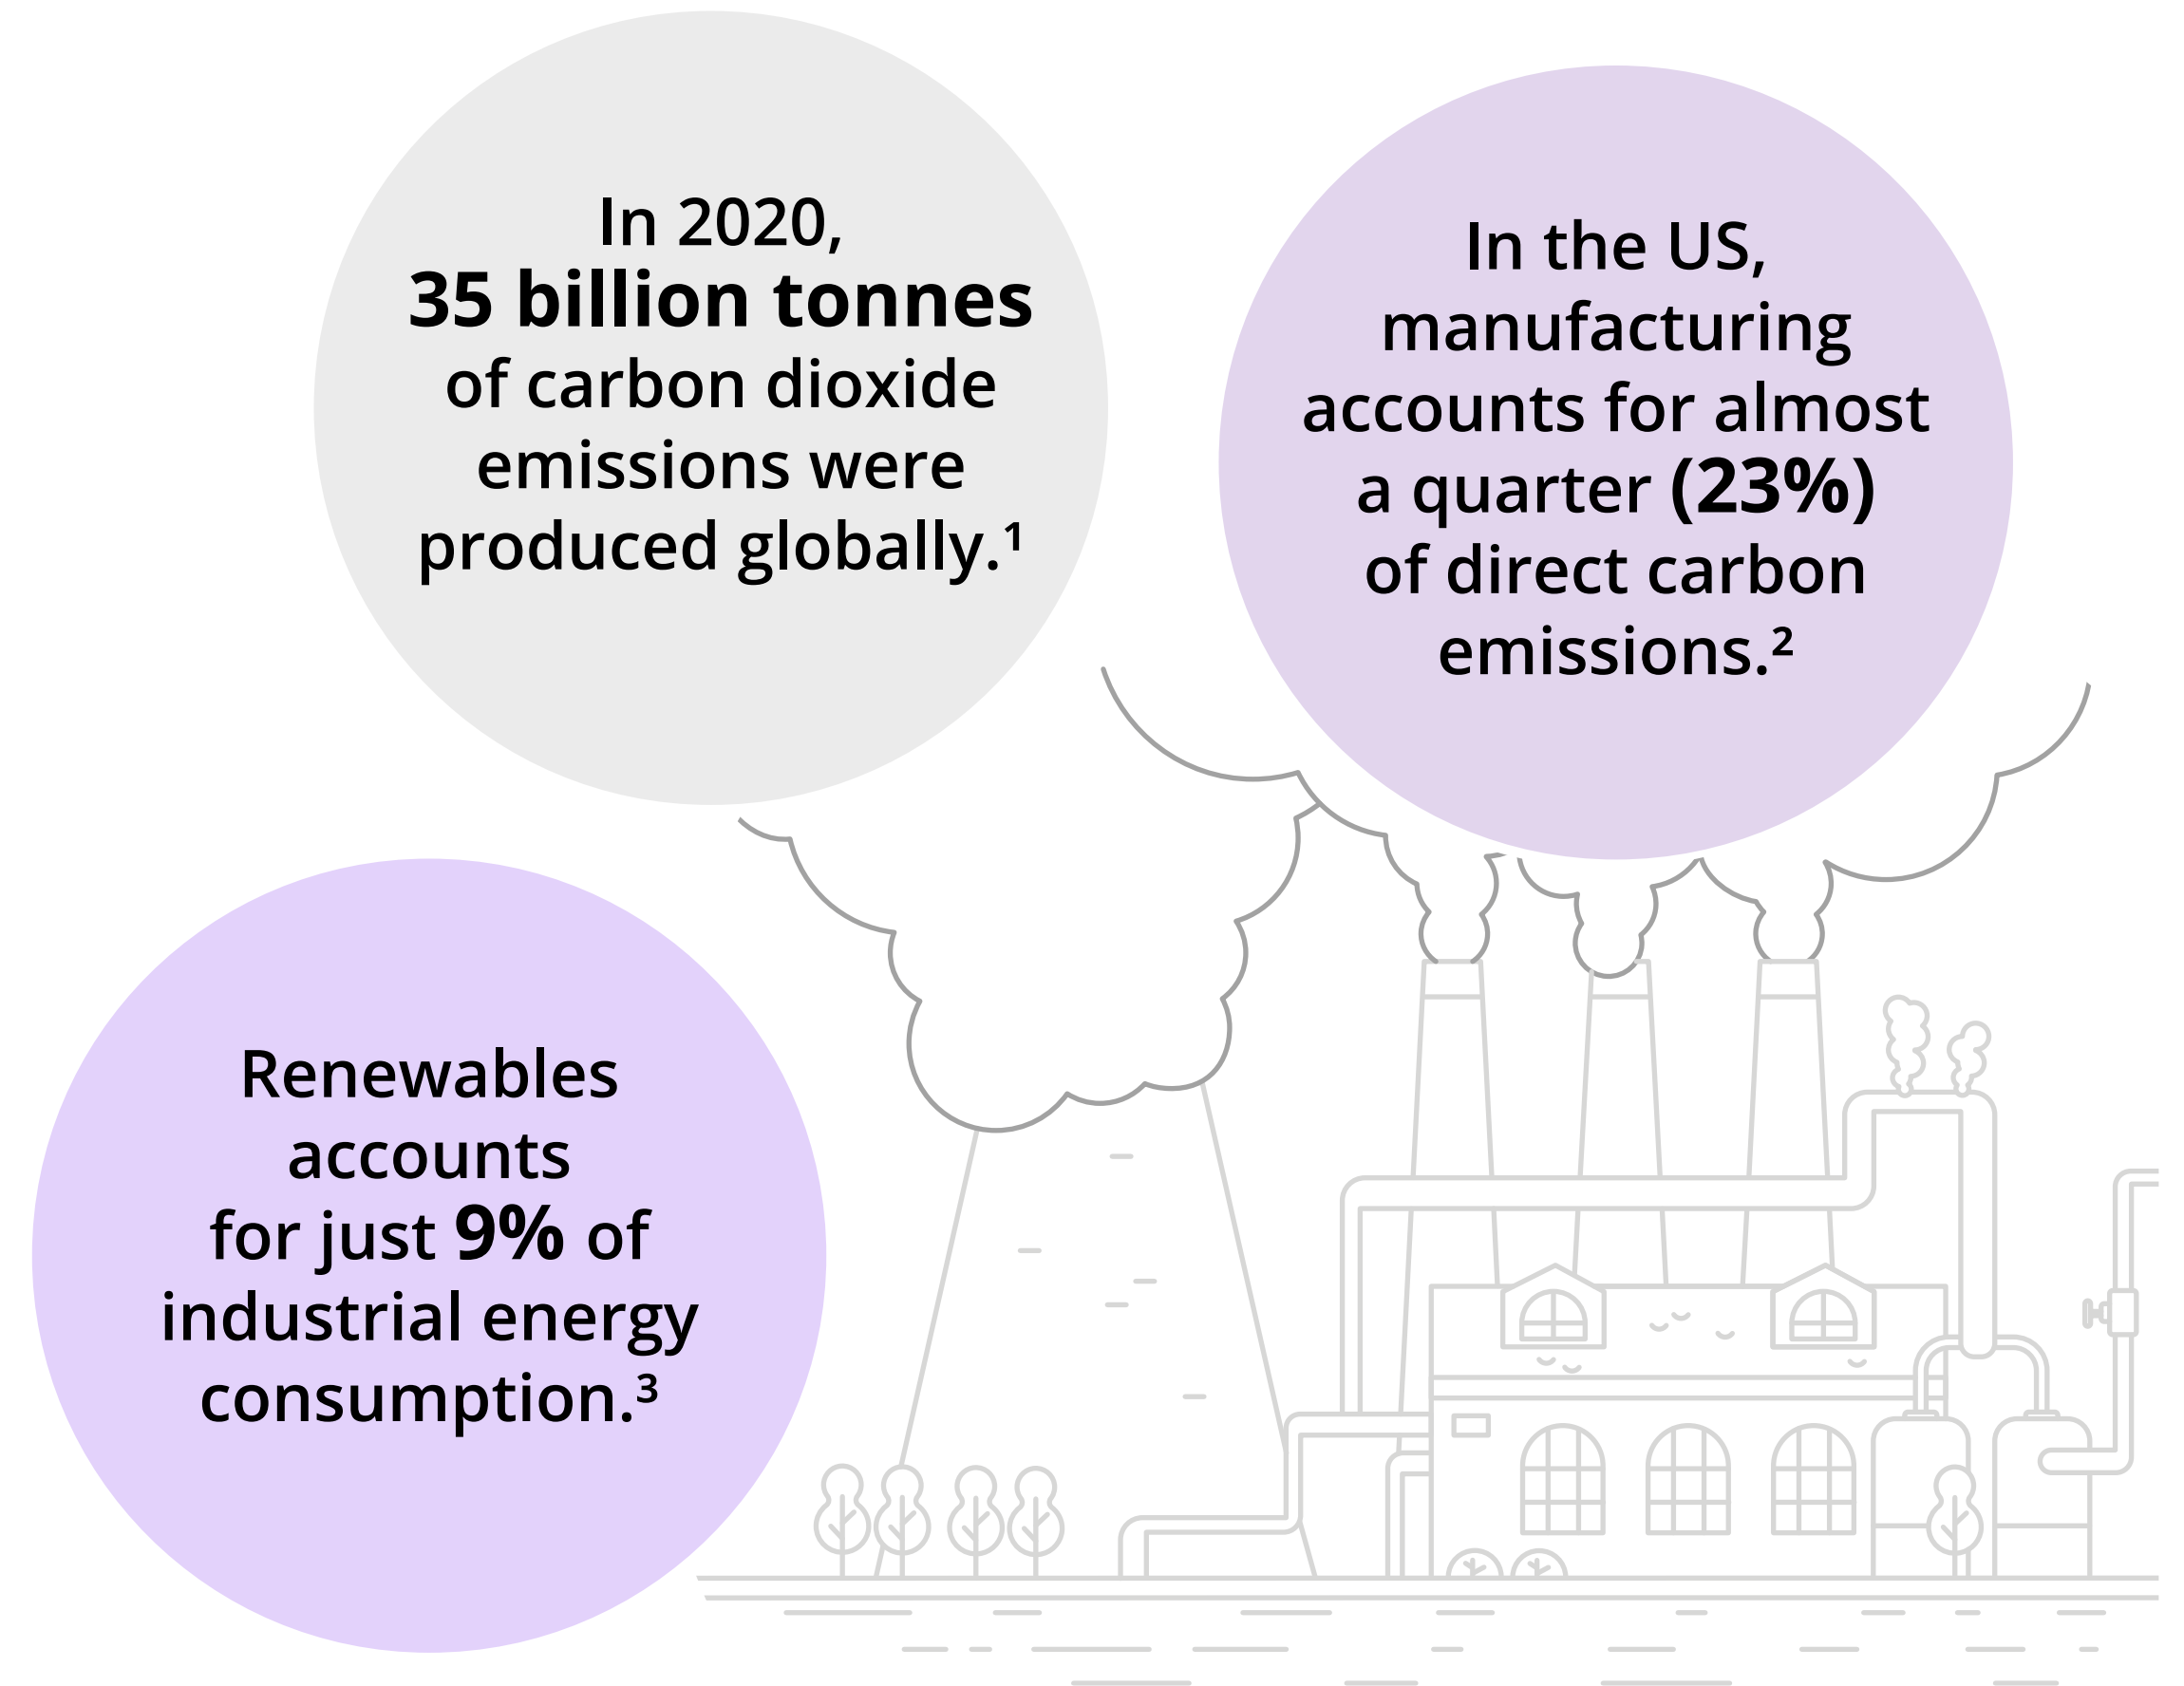 In 2020,
35 billion tonnes
of carbon dioxide
emissions were
produced globally.¹
In the US,
manufacturing
accounts for almost
a quarter (23%)
of direct carbon
emissions.²
Renewables
accounts
for just 9% of
industrial energy
consumption.³